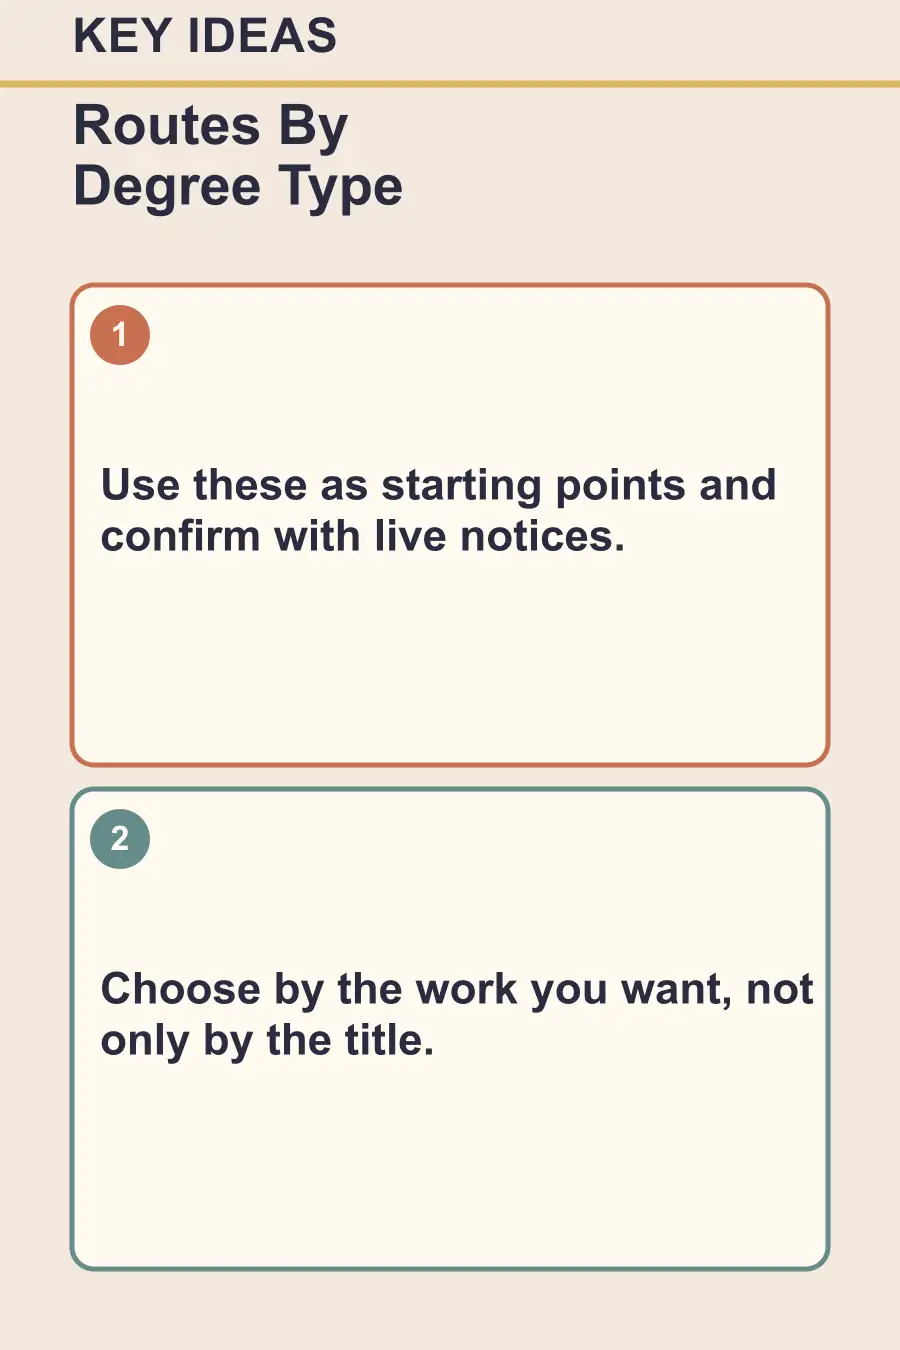 KEY IDEAS
Routes By
Degree Type
1
Use these as starting points and
confirm with live notices.
2
Choose by the work you want, not
only by the title.